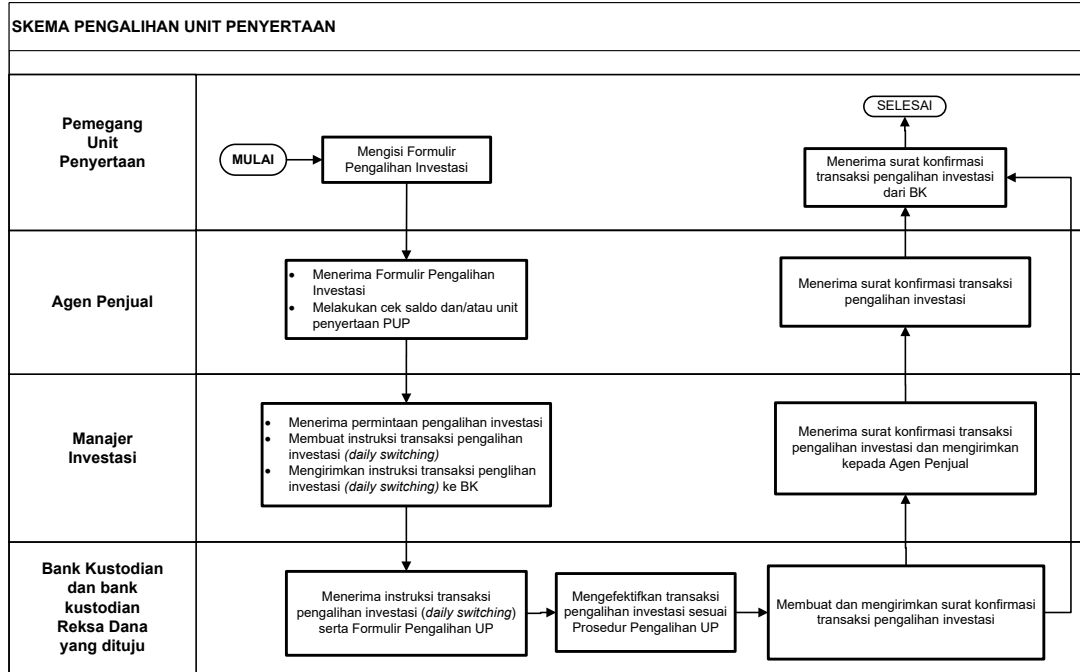 SKEMA PENGALIHAN UNIT PENYERTAAN
Pemegang
Unit
Penyertaan
MULAI
Mengisi Formulir
Pengalihan Investasi
SELESAI
Menerima surat konfirmasi
transaksi pengalihan investasi
dari BK
Agen Penjual
• Menerima Formulir Pengalihan
Investasi
• Melakukan cek saldo dan/atau unit
penyertaan PUP
Menerima surat konfirmasi transaksi
pengalihan investasi
Manajer
Investasi
• Menerima permintaan pengalihan investasi
• Membuat instruksi transaksi pengalihan
investasi (daily switching)
• Mengirimkan instruksi transaksi penglihan
investasi (daily switching) ke BK
Menerima surat konfirmasi transaksi
pengalihan investasi dan mengirimkan
kepada Agen Penjual
Bank Kustodian
dan bank
kustodian
Reksa Dana
yang dituju
Menerima instruksi transaksi
pengalihan investasi (daily switching)
serta Formulir Pengalihan UP
Mengefektifkan transaksi
pengalihan investasi sesuai
Prosedur Pengalihan UP
Membuat dan mengirimkan surat konfirmasi
transaksi pengalihan investasi